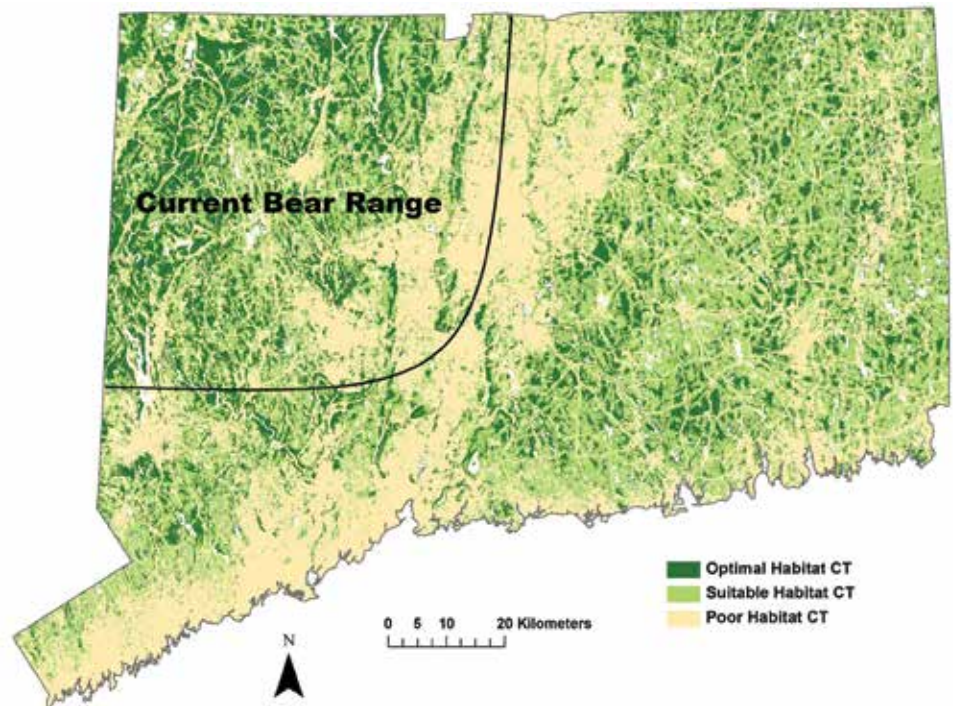 Current Bear Range
Optimal Habitat CT
Suitable Habitat CT
Poor Habitat CT
0 5 10 20 Kilometers
N